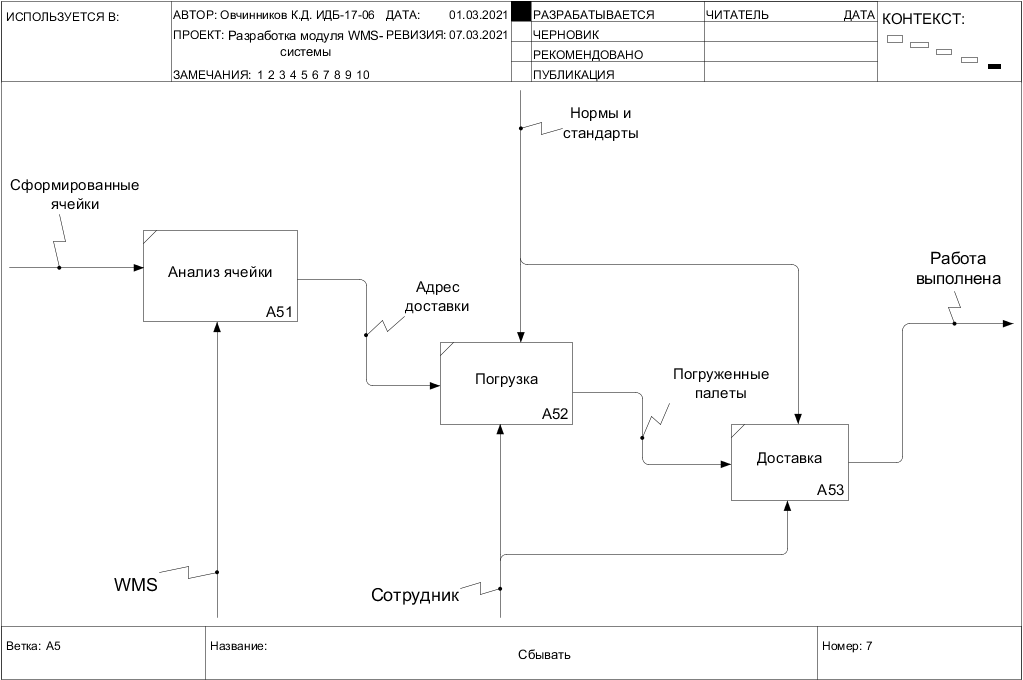 ИСПОЛЬЗУЕТСЯ В:
АВТОР: Овчинников К.Д. ИДБ-17-06 ДАТА: 01.03.2021
ПРОЕКТ: Разработка модуля WMS-системы РЕВИЗИЯ: 07.03.2021
ЗАМЕЧАНИЯ: 1 2 3 4 5 6 7 8 9 10
РАЗРАБАТЫВАЕТСЯ
ЧЕРНОВИК
РЕКОМЕНДОВАНО
ПУБЛИКАЦИЯ
ЧИТАТЕЛЬ ДАТА
КОНТЕКСТ:
Нормы и
стандарты
Сформированные
ячейки
Анализ ячейки
A51
Адрес
доставки
Работа
выполнена
Погрузка
A52
Погруженные
палеты
Доставка
A53
WMS
Сотрудник
Ветка: A5
Название:
Сбывать
Номер: 7